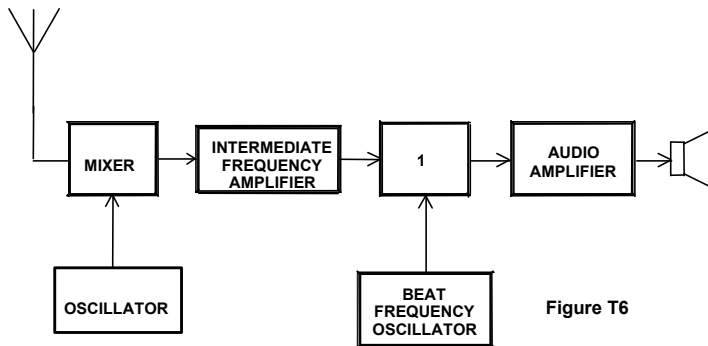 MIXER
INTERMEDIATE
FREQUENCY
AMPLIFIER
1
AUDIO
AMPLIFIER
OSCILLATOR
BEAT
FREQUENCY
OSCILLATOR
Figure T6